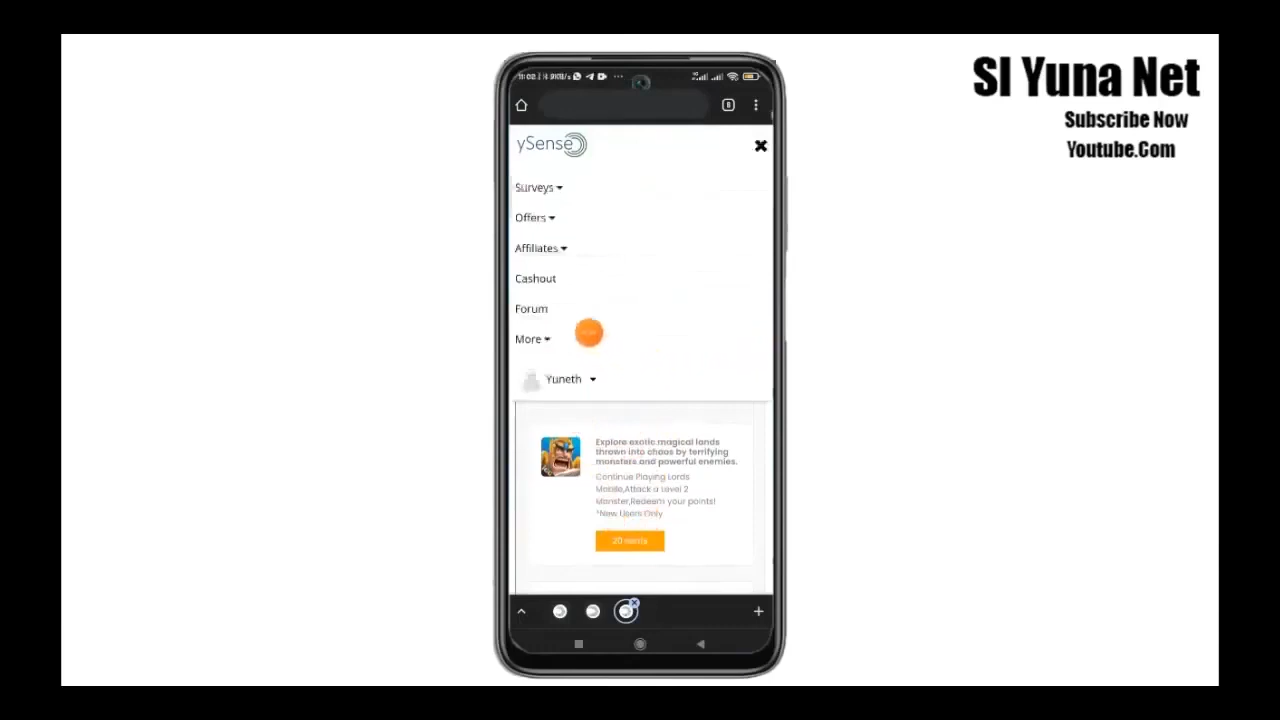 SI Yuna Net
Subscribe Now
Youtube.Com
8
ySense
Surveys
Offers
Affiliates
Cashout
Forum
More
Yuneth
Explore exotic magical lands
thrown into chaos by terrifying
monsters and powerful enemies.
Continue Playing Lords
Mobile,Attack a Level 2
Monster,Redeem your points!
*New Users Only